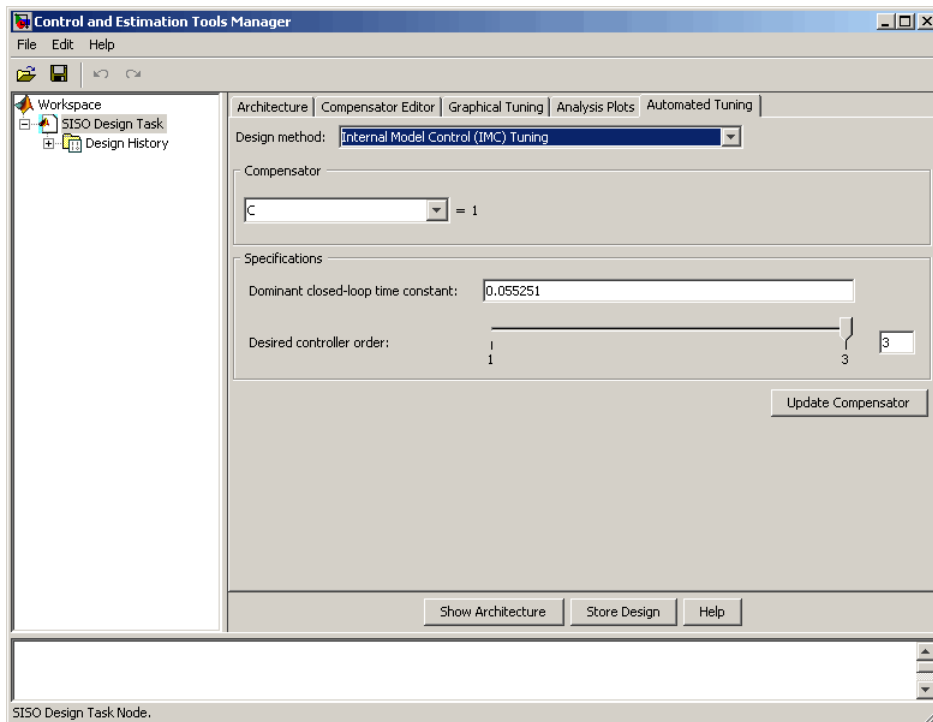 Control and Estimation Tools Manager
File Edit Help
Workspace
SISO Design Task
Design History
Architecture Compensator Editor Graphical Tuning Analysis Plots Automated Tuning
Design method: Internal Model Control (IMC) Tuning
Compensator
C = 1
Specifications
Dominant closed-loop time constant: 0.055251
Desired controller order: 3
1 3
Update Compensator
Show Architecture Store Design Help
SISO Design Task Node.